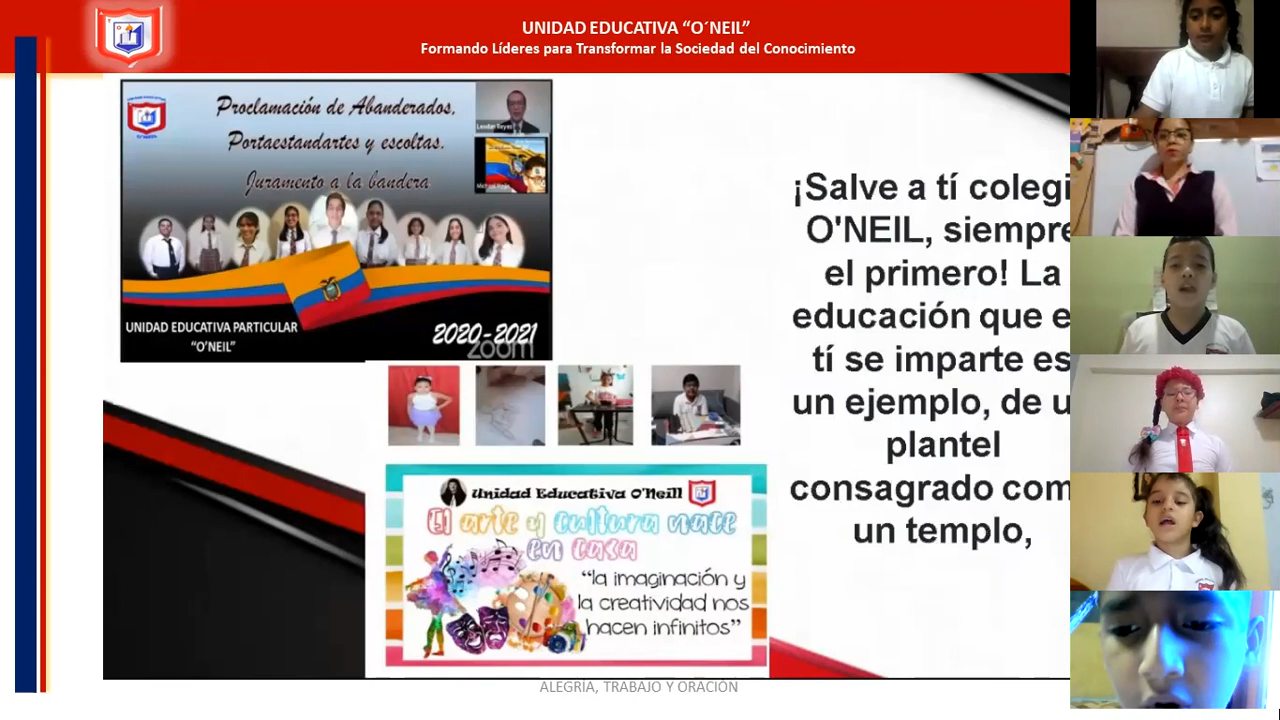 UNIDAD EDUCATIVA “O´NEIL”
Formando Líderes para Transformar la Sociedad del Conocimiento
Proclamación de Abanderados,
Portaestandartes y escoltas.
Juramento a la bandera
UNIDAD EDUCATIVA PARTICULAR
“O’NEIL”
2020-2021
zoom
Unidad Educativa O'Neill
El arte y cultura nace
en casa
“la imaginación y
la creatividad nos
hacen infinitos”
¡Salve a tí colegi
O'NEIL, siempre
el primero! La
educación que e
tí se imparte es
un ejemplo, de u
plantel
consagrado com
un templo,
ALEGRÍA, TRABAJO Y ORACIÓN